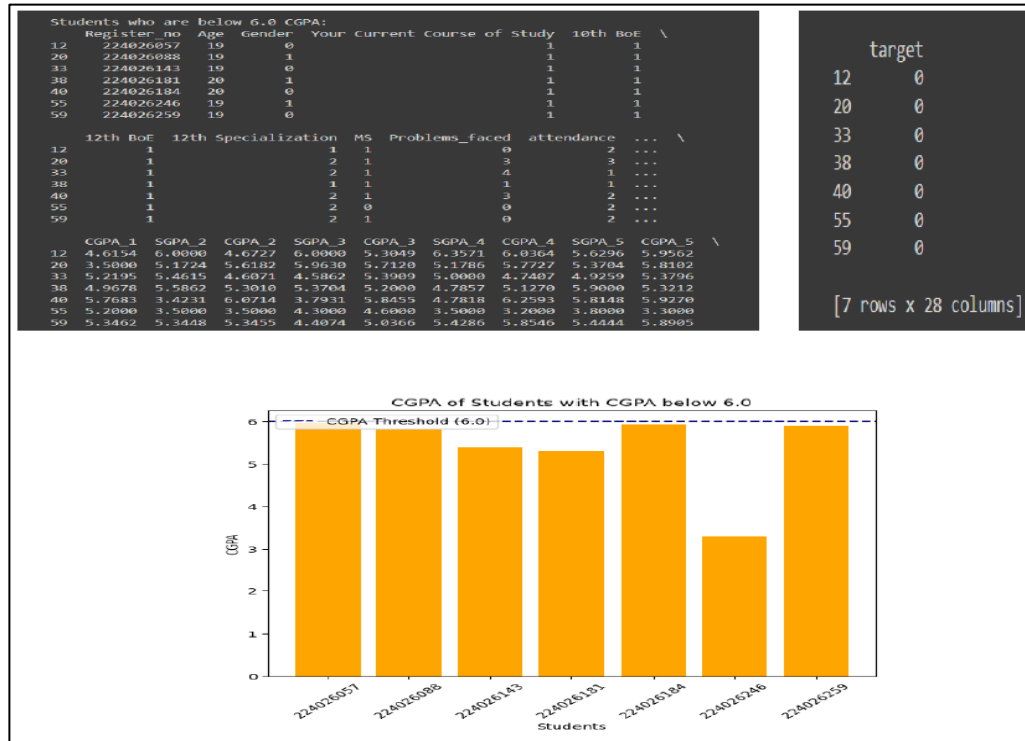 Students who are below 6.0 CGPA:
Register_no Age Gender Your Current Course of Study 10th BoE \
12 224026057 19 0 1 1
20 224026088 19 1 1 1
33 224026143 19 0 1 1
38 224026181 20 1 1 1
40 224026184 20 0 1 1
55 224026246 19 1 1 1
59 224026259 19 0 1 1
12th BoE 12th Specialization MS Problems_faced attendance ... \
12 1 1 1 0 2 ...
20 1 2 1 3 3 ...
33 1 2 1 4 1 ...
38 1 1 1 1 1 ...
40 1 2 1 3 2 ...
55 1 2 0 0 2 ...
59 1 2 1 0 2 ...
CGPA_1 SGPA_2 CGPA_2 SGPA_3 CGPA_3 SGPA_4 CGPA_4 SGPA_5 CGPA_5 \
12 4.6154 6.0000 4.6727 6.0000 5.3049 6.3571 6.0364 5.6296 5.9562
20 3.5000 5.1724 5.6182 5.9630 5.7120 5.1786 5.7727 5.3704 5.8102
33 5.2195 5.4615 4.6071 4.5862 5.3909 5.0000 4.7407 4.9259 5.3796
38 4.9678 5.5862 5.3010 5.3704 5.2000 4.7857 5.1270 5.9000 5.3212
40 5.7683 3.4231 6.0714 3.7931 5.8455 4.7818 6.2593 5.8148 5.9270
55 5.2000 3.5000 3.5000 4.3000 4.6000 3.5000 3.2000 3.8000 3.3000
59 5.3462 5.3448 5.3455 4.4074 5.0366 5.4286 5.8546 5.4444 5.8905
target
12 0
20 0
33 0
38 0
40 0
55 0
59 0
[7 rows x 28 columns]
CGPA of Students with CGPA below 6.0
CGPA Threshold (6.0)
6
5
4
3
2
1
0
CGPA
224026057 224026088 224026143 224026181 224026184 224026246 224026259
Students